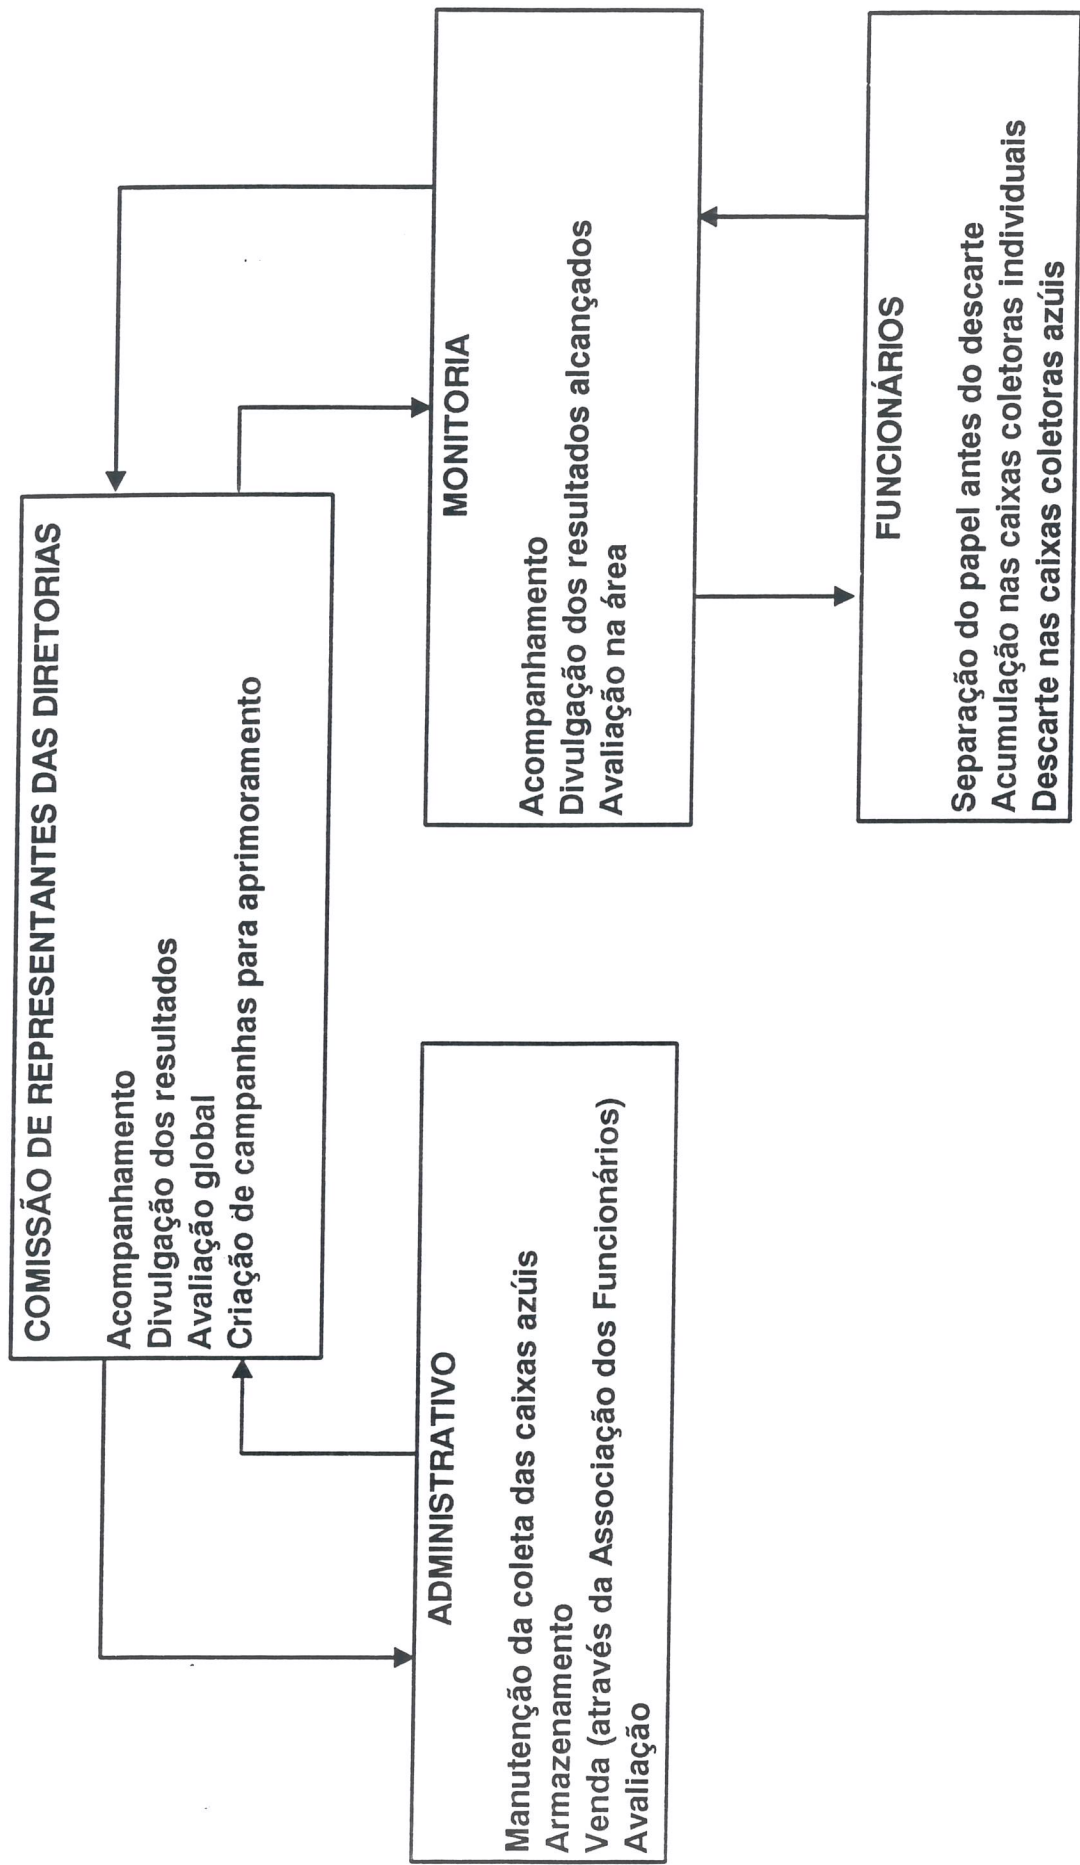 COMISSÃO DE REPRESENTANTES DAS DIRETORIAS
Acompanhamento
Divulgação dos resultados
Avaliação global
Criação de campanhas para aprimoramento
ADMINISTRATIVO
Manutenção da coleta das caixas azúis
Armazenamento
Venda (através da Associação dos Funcionários)
Avaliação
MONITORIA
Acompanhamento
Divulgação dos resultados alcançados
Avaliação na área
FUNCIONÁRIOS
Separação do papel antes do descarte
Acumulação nas caixas coletoras individuais
Descarte nas caixas coletoras azúis